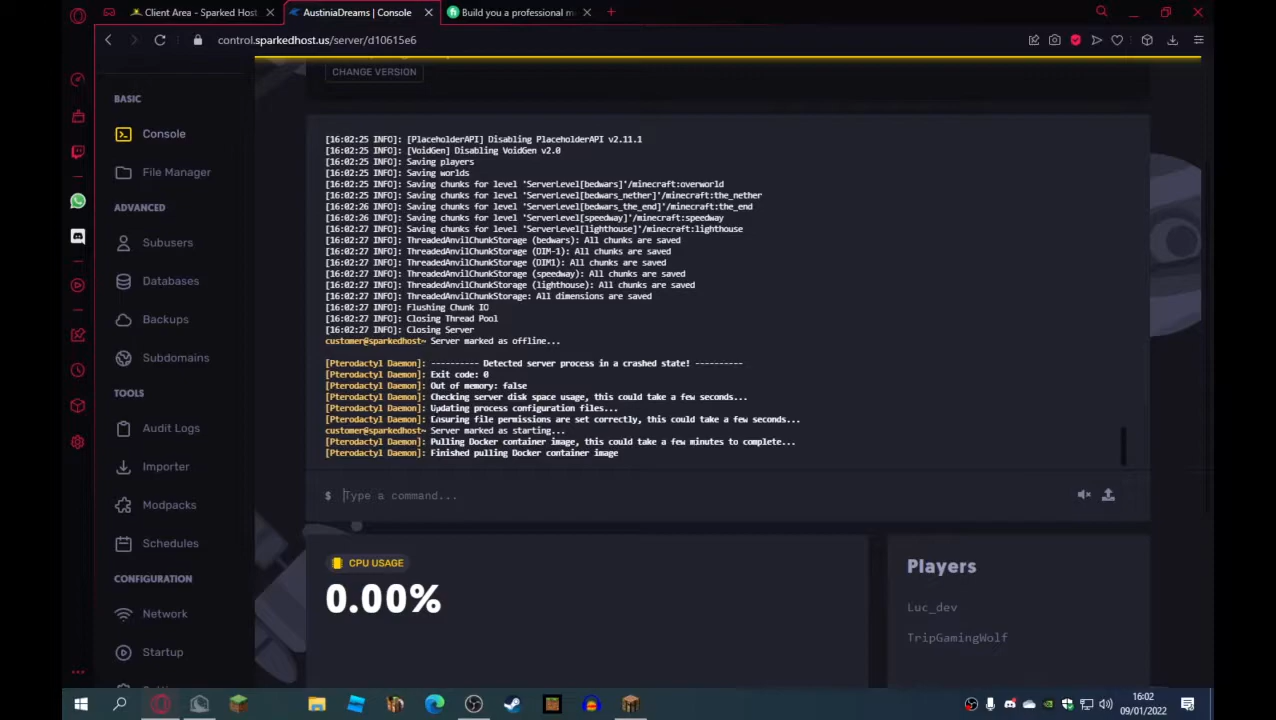 Client Area - Sparked Host
AustiniaDreams | Console
Build you a professional m
control.sparkedhost.us/server/d10615e6
CHANGE VERSION
BASIC
Console
File Manager
ADVANCED
Subusers
Databases
Backups
Subdomains
TOOLS
Audit Logs
Importer
Modpacks
Schedules
CONFIGURATION
Network
Startup
[16:02:25 INFO]: [PlaceholderAPI] Disabling PlaceholderAPI v2.11.1
[16:02:25 INFO]: [VoidGen] Disabling VoidGen v2.0
[16:02:25 INFO]: Saving players
[16:02:25 INFO]: Saving worlds
[16:02:25 INFO]: Saving chunks for level 'ServerLevel[bedwars]'/minecraft:overworld
[16:02:25 INFO]: Saving chunks for level 'ServerLevel[bedwars_nether]'/minecraft:the_nether
[16:02:26 INFO]: Saving chunks for level 'ServerLevel[bedwars_the_end]'/minecraft:the_end
[16:02:26 INFO]: Saving chunks for level 'ServerLevel[speedway]'/minecraft:speedway
[16:02:27 INFO]: Saving chunks for level 'ServerLevel[lighthouse]'/minecraft:lighthouse
[16:02:27 INFO]: ThreadedAnvilChunkStorage (bedwars): All chunks are saved
[16:02:27 INFO]: ThreadedAnvilChunkStorage (DIM-1): All chunks are saved
[16:02:27 INFO]: ThreadedAnvilChunkStorage (DIM1): All chunks are saved
[16:02:27 INFO]: ThreadedAnvilChunkStorage (speedway): All chunks are saved
[16:02:27 INFO]: ThreadedAnvilChunkStorage (lighthouse): All chunks are saved
[16:02:27 INFO]: ThreadedAnvilChunkStorage: All dimensions are saved
[16:02:27 INFO]: Flushing Chunk IO
[16:02:27 INFO]: Closing Thread Pool
[16:02:27 INFO]: Closing Server
customer@sparkedhost~ Server marked as offline...
[Pterodactyl Daemon]: ---------- Detected server process in a crashed state! ----------
[Pterodactyl Daemon]: Exit code: 0
[Pterodactyl Daemon]: Out of memory: false
[Pterodactyl Daemon]: Checking server disk space usage, this could take a few seconds...
[Pterodactyl Daemon]: Updating process configuration files...
[Pterodactyl Daemon]: Ensuring file permissions are set correctly, this could take a few seconds...
customer@sparkedhost~ Server marked as starting...
[Pterodactyl Daemon]: Pulling Docker container image, this could take a few minutes to complete...
[Pterodactyl Daemon]: Finished pulling Docker container image
$ Type a command...
CPU USAGE
0.00%
Players
Luc_dev
TripGamingWolf
16:02
09/01/2022